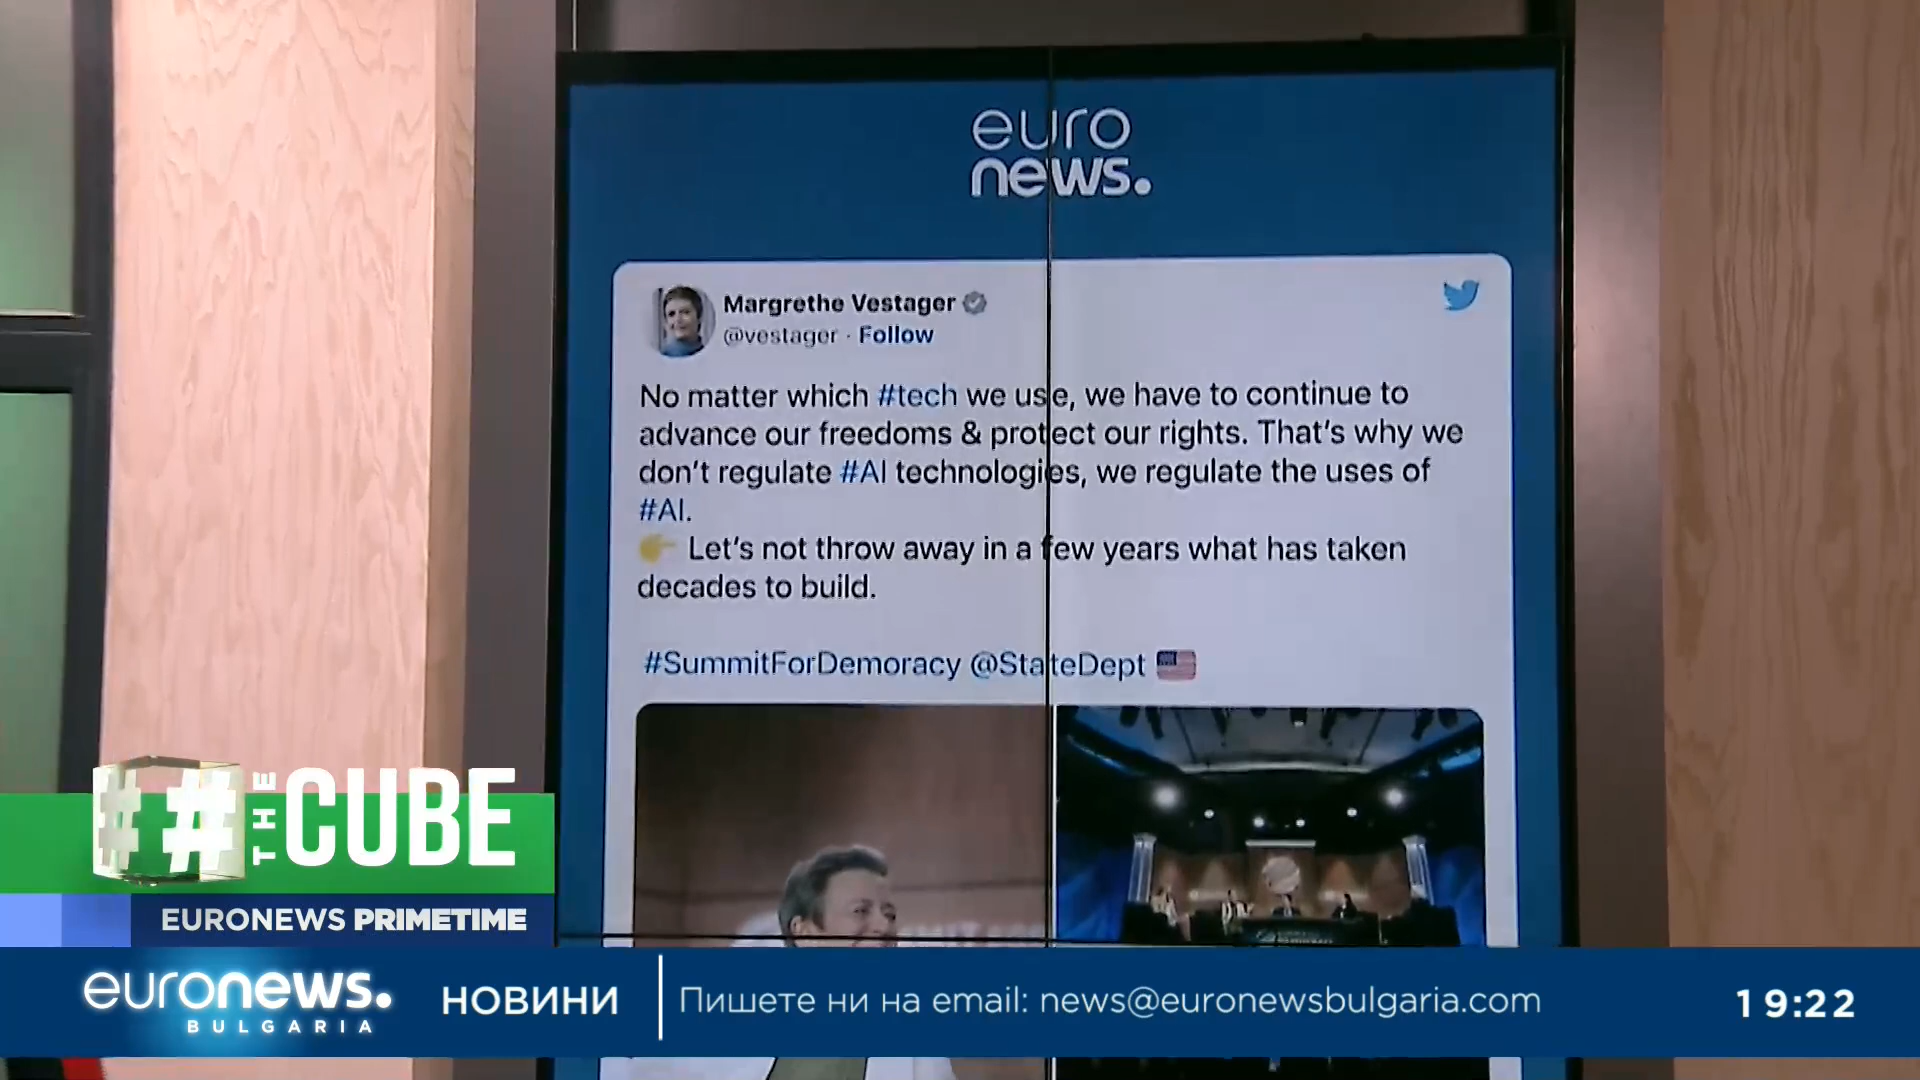 euro
news.
Margrethe Vestager
@vestager · Follow
No matter which #tech we use, we have to continue to
advance our freedoms & protect our rights. That's why we
don't regulate #AI technologies, we regulate the uses of
#AI.
👉 Let's not throw away in a few years what has taken
decades to build.
#SummitForDemoracy @StateDept 🇺🇸
## THE CUBE
EURONEWS PRIMETIME
euronews.
BULGARIA
НОВИНИ
Пишете ни на email: news@euronewsbulgaria.com
19:22